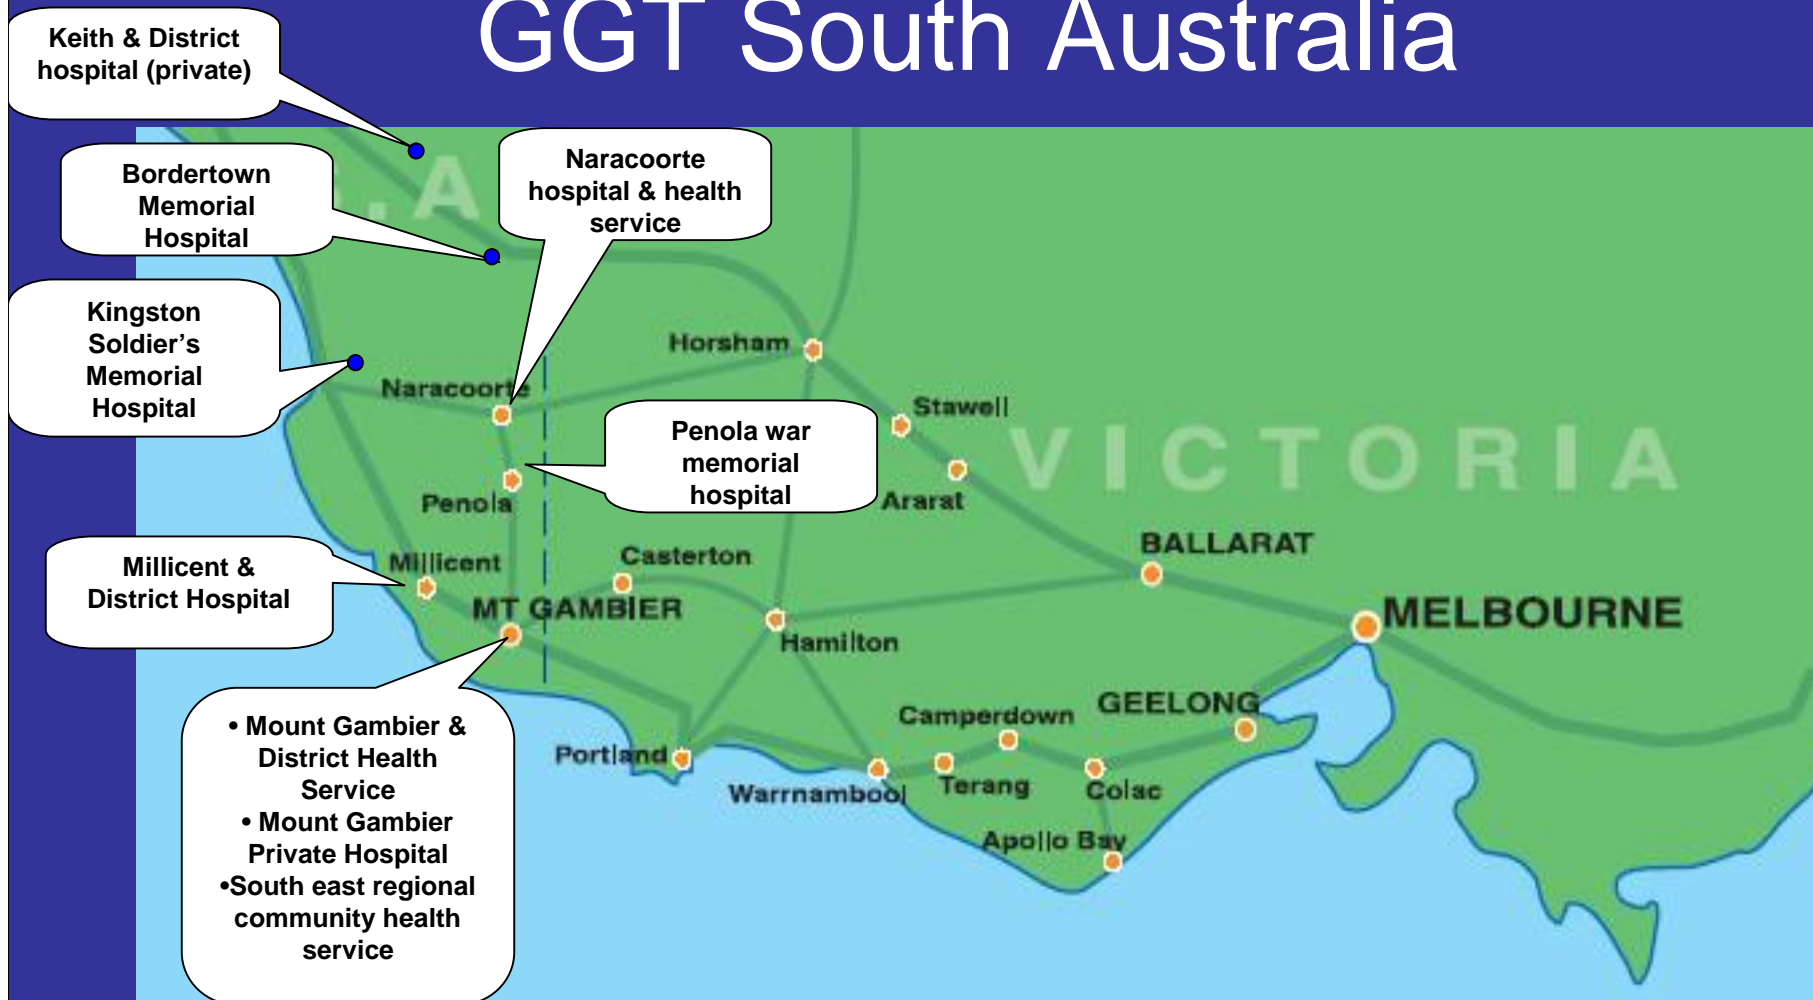 GGT South Australia
Keith & District
hospital (private)
Bordertown
Memorial
Hospital
Naracoorte
hospital & health
service
.A
Kingston
Soldier’s
Memorial
Hospital
Horsham
Naracoorte
Penola war
memorial
hospital
Stawell
VICTORIA
Ararat
Penola
Millicent &
District Hospital
Millicent
Casterton
BALLARAT
MT GAMBIER
MELBOURNE
Hamilton
• Mount Gambier &
District Health
Service
• Mount Gambier
Private Hospital
•South east regional
community health
service
Camperdown
GEELONG
Portland
Warrnambool
Terang
Colac
Apollo Bay